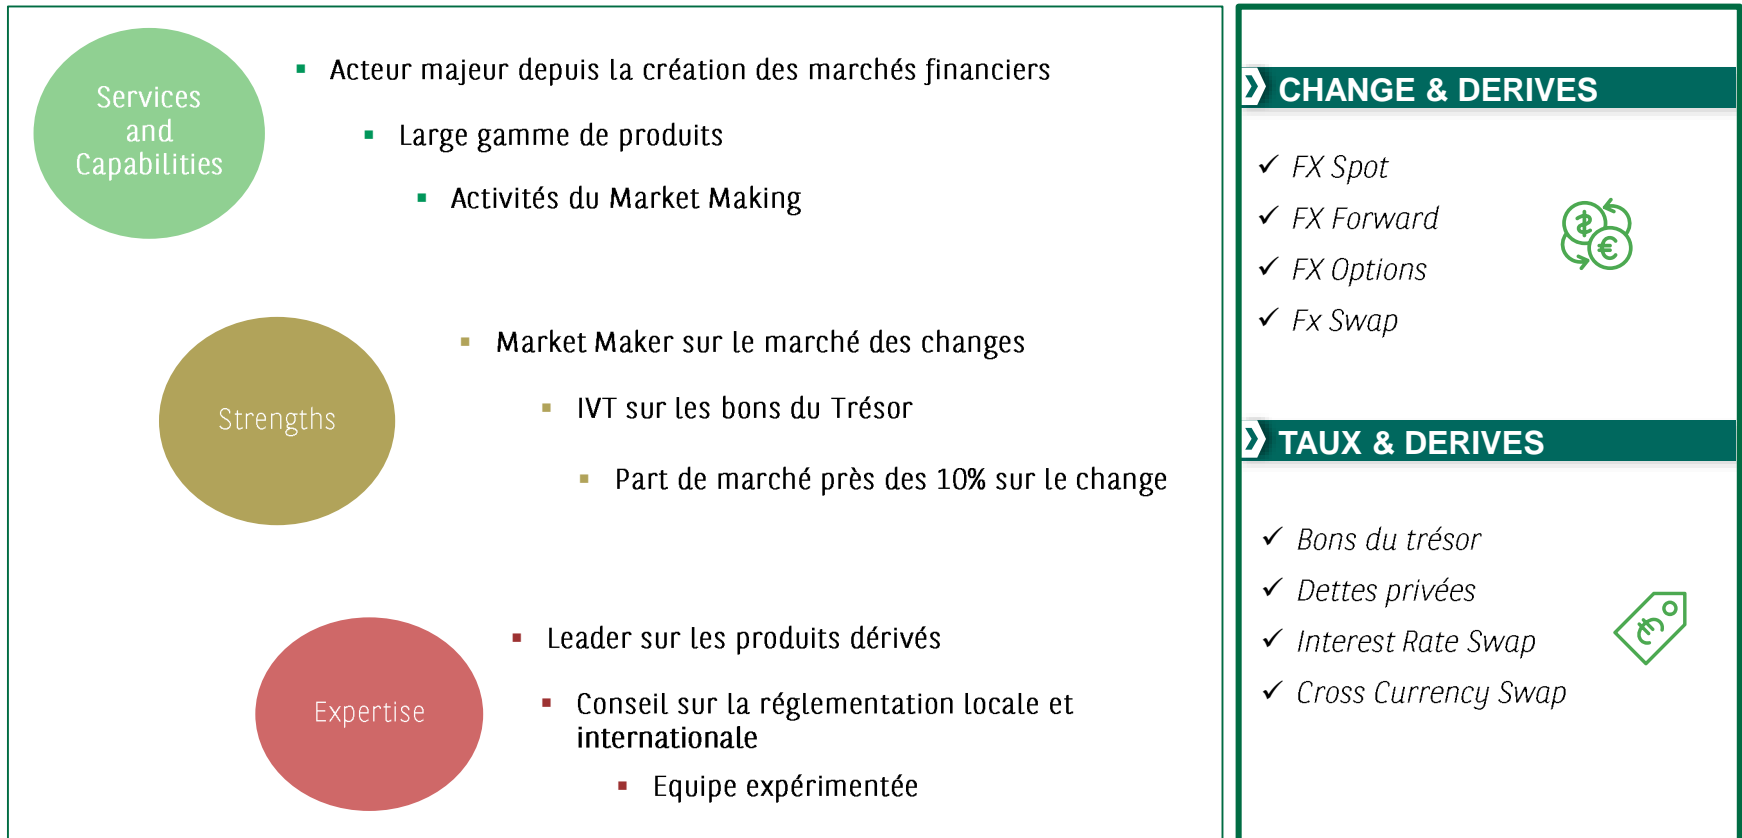 Services
and
Capabilities
Acteur majeur depuis la création des marchés financiers
Large gamme de produits
Activités du Market Making
Strengths
Market Maker sur le marché des changes
IVT sur les bons du Trésor
Part de marché près des 10% sur le change
Expertise
Leader sur les produits dérivés
Conseil sur la réglementation locale et
internationale
Equipe expérimentée
CHANGE & DERIVES
FX Spot
FX Forward
FX Options
Fx Swap
TAUX & DERIVES
Bons du trésor
Dettes privées
Interest Rate Swap
Cross Currency Swap